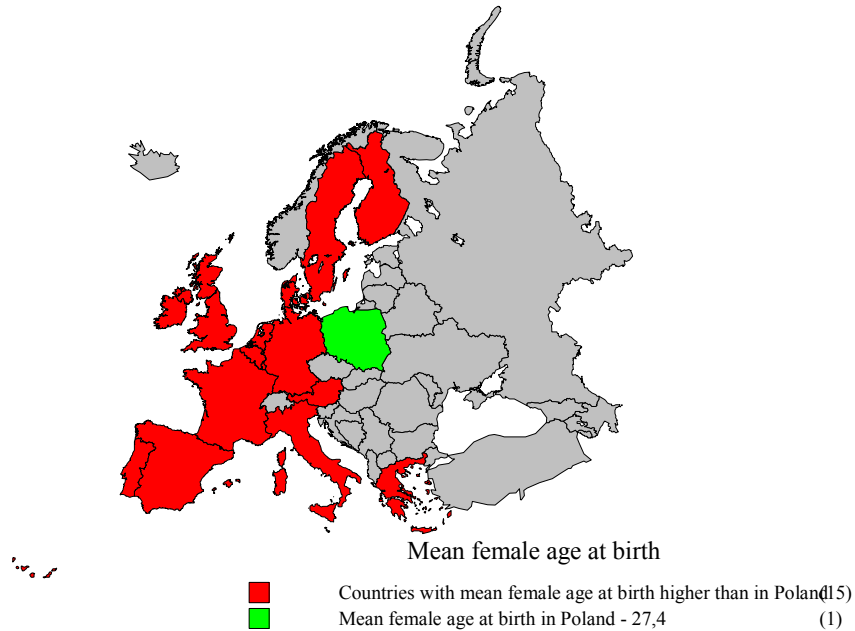 Mean female age at birth
Countries with mean female age at birth higher than in Poland (15)
Mean female age at birth in Poland - 27,4 (1)